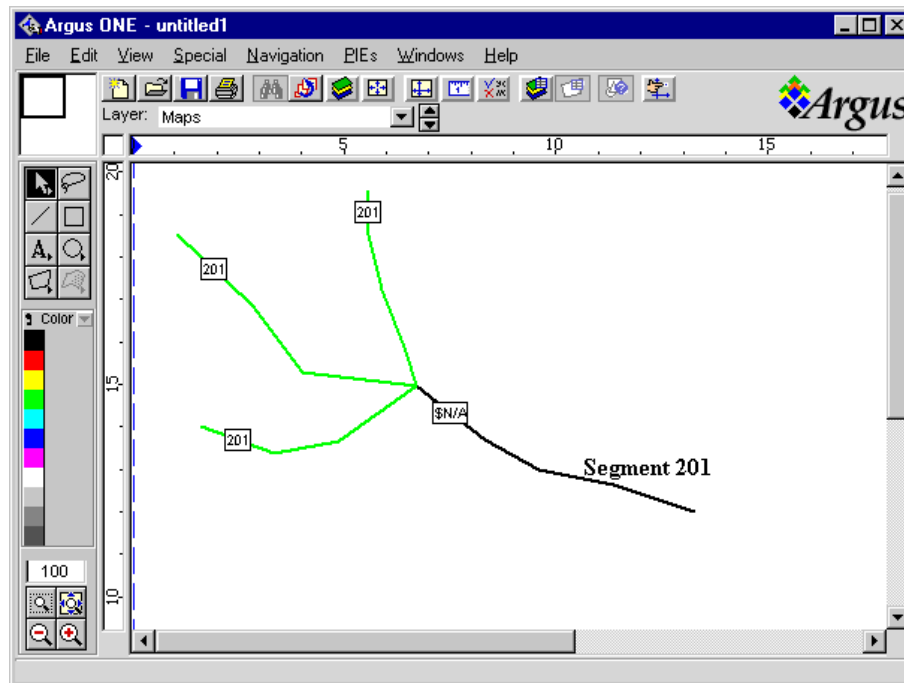 Argus ONE - untitled1
File Edit View Special Navigation PIEs Windows Help
Argus
Layer: Maps
5 10 15
20
201
201
15
$N/A
201
Segment 201
Color
10
100